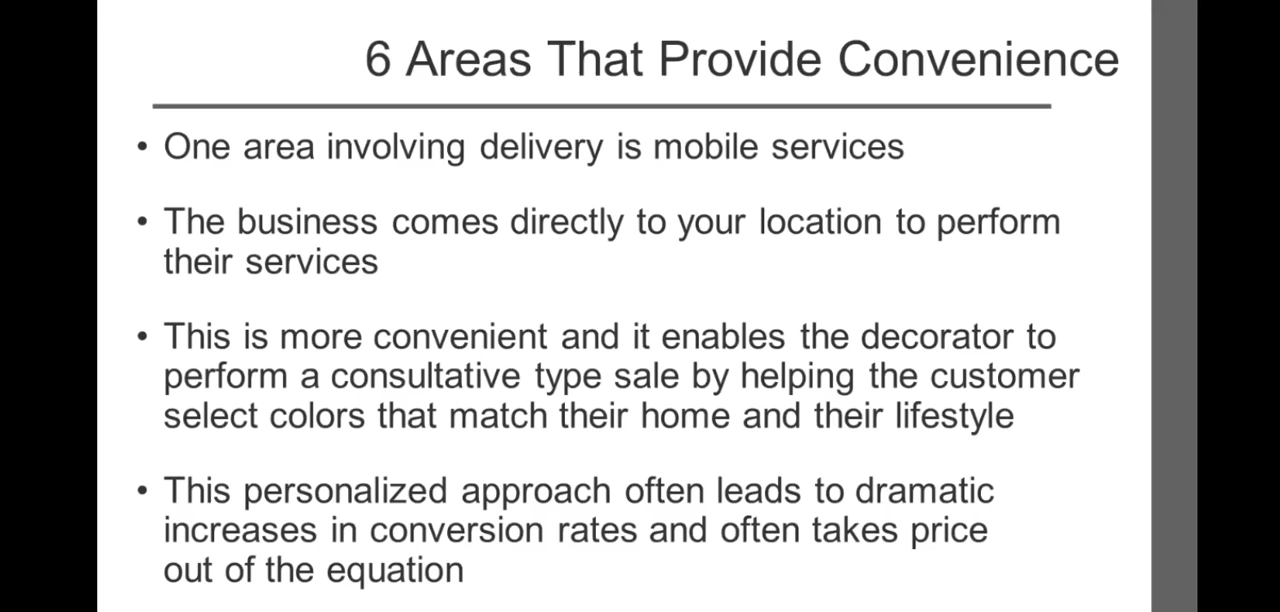 6 Areas That Provide Convenience
• One area involving delivery is mobile services
• The business comes directly to your location to perform
their services
• This is more convenient and it enables the decorator to
perform a consultative type sale by helping the customer
select colors that match their home and their lifestyle
• This personalized approach often leads to dramatic
increases in conversion rates and often takes price
out of the equation